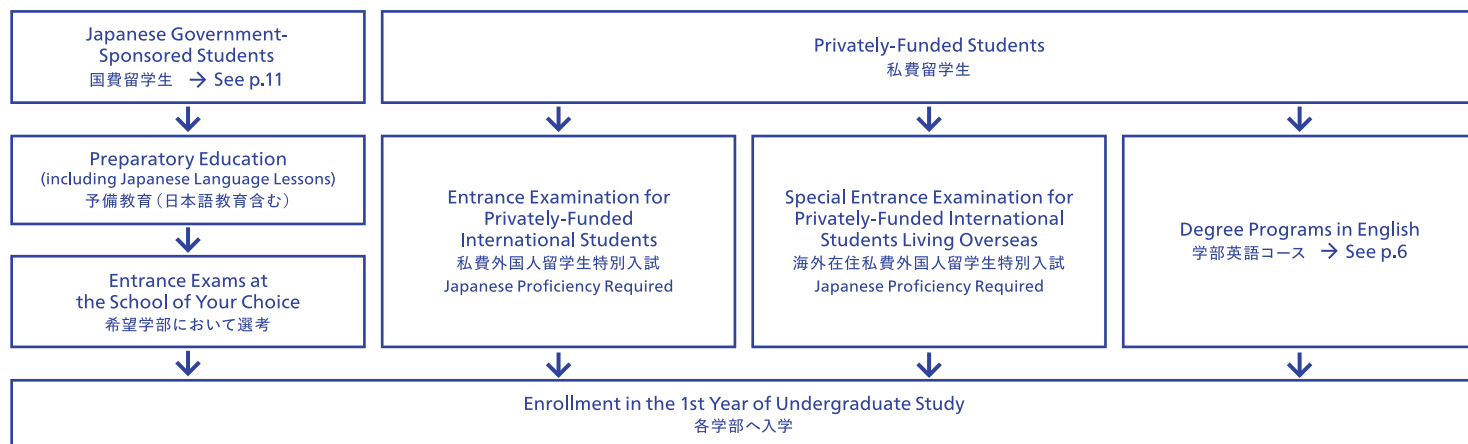 Japanese Government-
Sponsored Students
国費留学生 → See p.11
Privately-Funded Students
私費留学生
Preparatory Education
(including Japanese Language Lessons)
予備教育（日本語教育含む）
Entrance Exams at
the School of Your Choice
希望学部において選考
Entrance Examination for
Privately-Funded
International Students
私費外国人留学生特別入試
Japanese Proficiency Required
Special Entrance Examination for
Privately-Funded International
Students Living Overseas
海外在住私費外国人留学生特別入試
Japanese Proficiency Required
Degree Programs in English
学部英語コース → See p.6
Enrollment in the 1st Year of Undergraduate Study
各学部へ入学